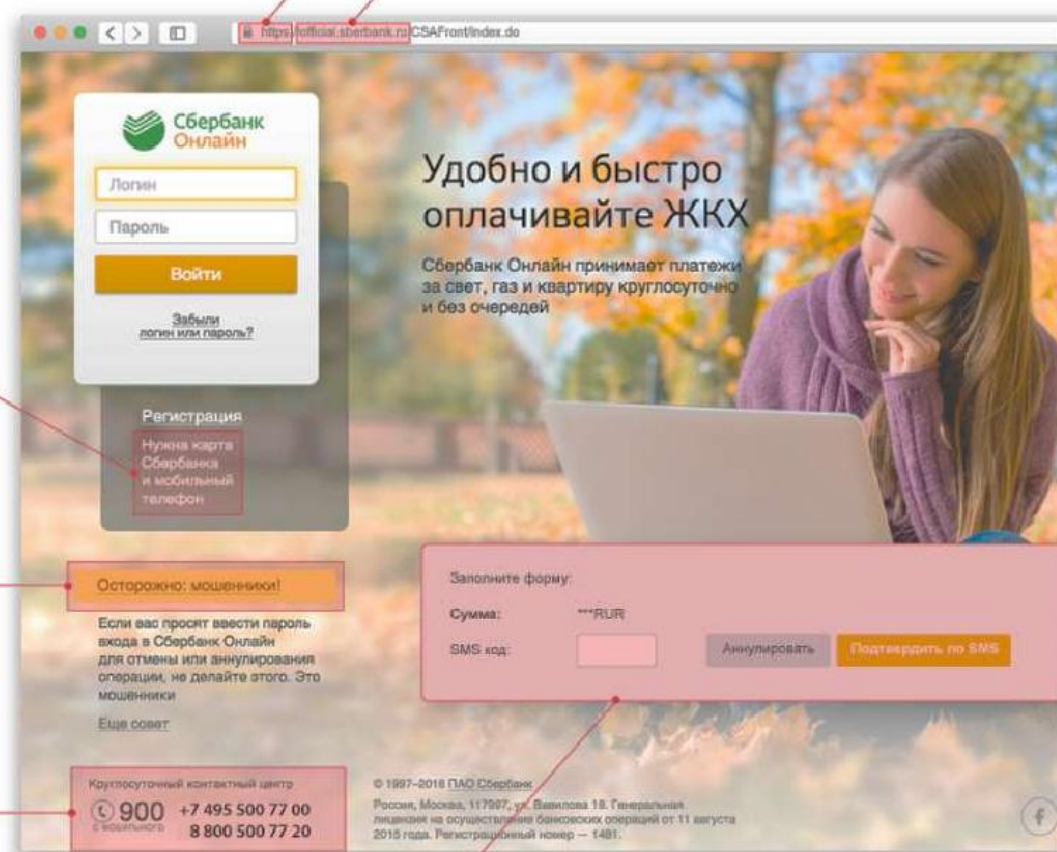 https://official.sberbank.ru/CSAFront/index.do
Сбербанк
Онлайн
Логин
Пароль
Войти
Забыли
логин или пароль?
Регистрация
Нужна карта
Сбербанка
и мобильный
телефон
Удобно и быстро
оплачивайте ЖКХ
Сбербанк Онлайн принимает платежи
за свет, газ и квартиру круглосуточно
и без очередей
Осторожно: мошенники!
Если вас просят ввести пароль
входа в Сбербанк Онлайн
для отмены или аннулирования
операции, не делайте этого. Это
мошенники
Еще совет
Заполните форму:
Сумма: ***RUR
SMS код:
Аннулировать
Подтвердить по SMS
Круглосуточный контактный центр
900 +7 495 500 77 00
с мобильного 8 800 500 77 20
© 1997–2016 ПАО Сбербанк
Россия, Москва, 117997, ул. Вавилова 19. Генеральная
лицензия на осуществление банковских операций от 11 августа
2015 года. Регистрационный номер — 1481.
f